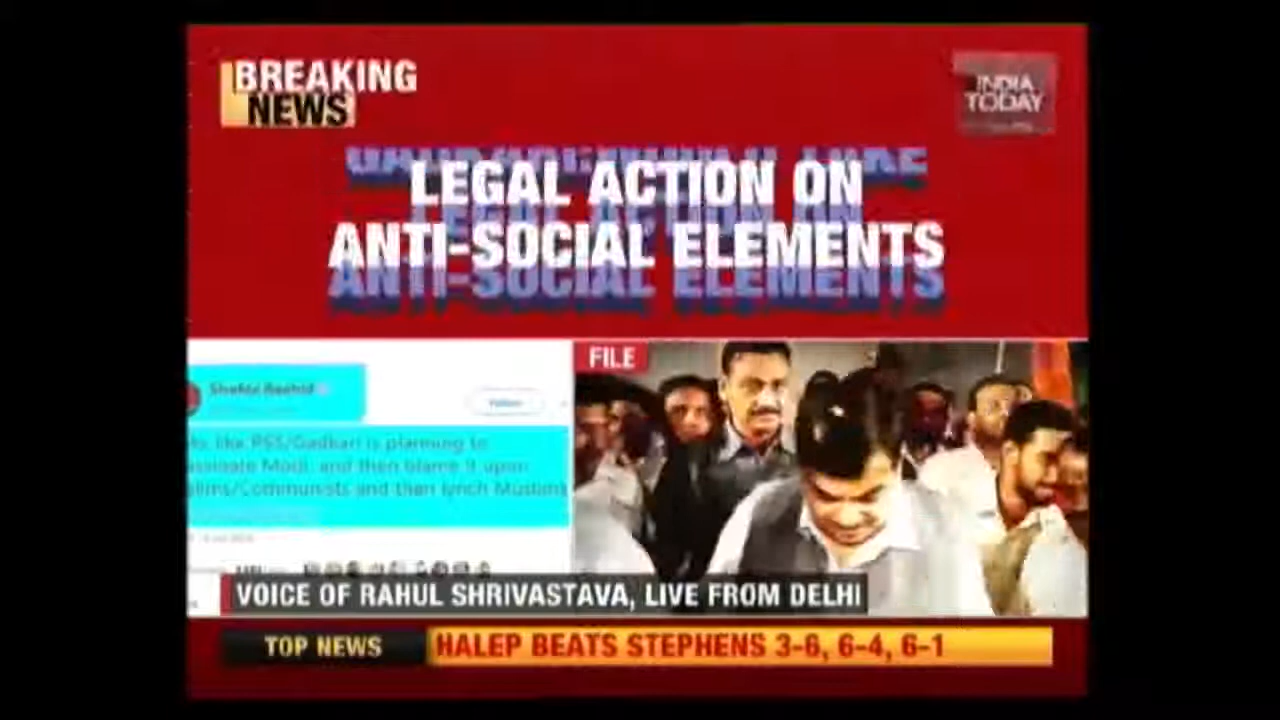 BREAKING
NEWS
INDIA
TODAY
LEGAL ACTION ON
ANTI-SOCIAL ELEMENTS
FILE
Follow
like RSS/Gadkari is planning to
Modi, and then blame it upon
/Communists and then lynch Muslims
VOICE OF RAHUL SHRIVASTAVA, LIVE FROM DELHI
TOP NEWS
HALEP BEATS STEPHENS 3-6, 6-4, 6-1